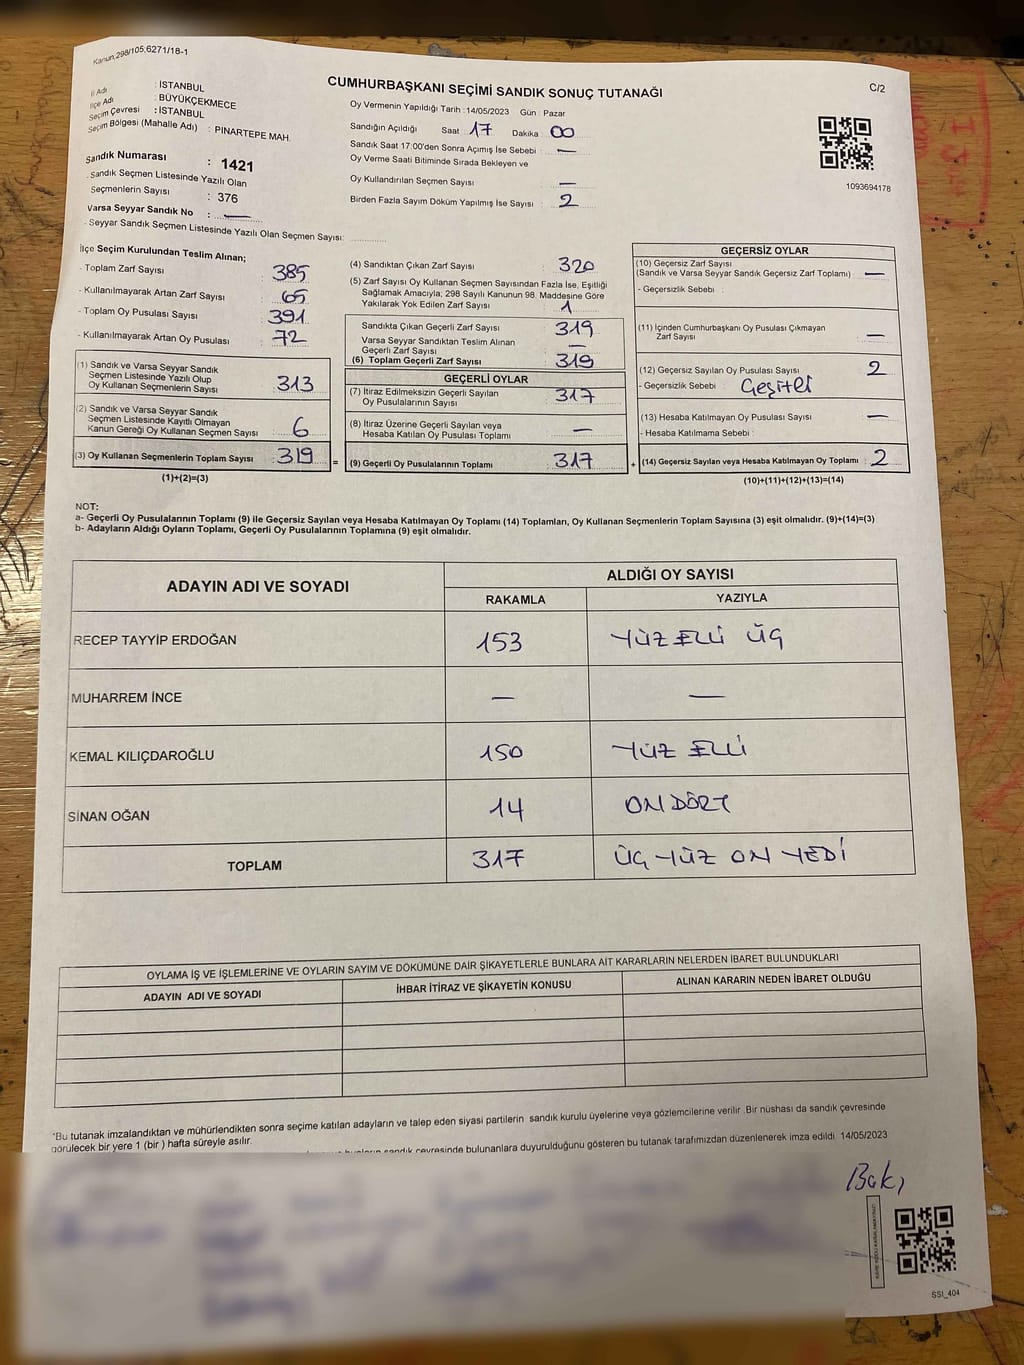 Kanun,298/105,6271/18-1
CUMHURBAŞKANI SEÇİMİ SANDIK SONUÇ TUTANAĞI
C/2
İl Adı : İSTANBUL
İlçe Adı : BÜYÜKÇEKMECE
Seçim Çevresi : İSTANBUL
Seçim Bölgesi (Mahalle Adı) : PINARTEPE MAH.
Sandık Numarası : 1421
Sandık Seçmen Listesinde Yazılı Olan
Seçmenlerin Sayısı : 376
Varsa Seyyar Sandık No : —
- Seyyar Sandık Seçmen Listesinde Yazılı Olan Seçmen Sayısı: ............
Oy Vermenin Yapıldığı Tarih :14/05/2023 Gün : Pazar
Sandığın Açıldığı Saat 17 Dakika : 00
Sandık Saat 17:00'den Sonra Açımış İse Sebebi : —
Oy Verme Saati Bitiminde Sırada Bekleyen ve
Oy Kullandırılan Seçmen Sayısı : —
Birden Fazla Sayım Döküm Yapılmış İse Sayısı : 2
1093694178
İlçe Seçim Kurulundan Teslim Alınan;
- Toplam Zarf Sayısı : 385
- Kullanılmayarak Artan Zarf Sayısı : 65
- Toplam Oy Pusulası Sayısı : 391
- Kullanılmayarak Artan Oy Pusulası : 72
(1) Sandık ve Varsa Seyyar Sandık
Seçmen Listesinde Yazılı Olup
Oy Kullanan Seçmenlerin Sayısı : 313
(2) Sandık ve Varsa Seyyar Sandık
Seçmen Listesinde Kayıtlı Olmayan
Kanun Gereği Oy Kullanan Seçmen Sayısı : 6
(3) Oy Kullanan Seçmenlerin Toplam Sayısı : 319
(1)+(2)=(3)
(4) Sandıktan Çıkan Zarf Sayısı : 320
(5) Zarf Sayısı Oy Kullanan Seçmen Sayısından Fazla İse, Eşitliği
Sağlamak Amacıyla; 298 Sayılı Kanunun 98. Maddesine Göre
Yakılarak Yok Edilen Zarf Sayısı : 1
Sandıkta Çıkan Geçerli Zarf Sayısı : 319
Varsa Seyyar Sandıktan Teslim Alınan
Geçerli Zarf Sayısı : —
(6) Toplam Geçerli Zarf Sayısı : 319
GEÇERLİ OYLAR
(7) İtiraz Edilmeksizin Geçerli Sayılan
Oy Pusulalarının Sayısı : 317
(8) İtiraz Üzerine Geçerli Sayılan veya
Hesaba Katılan Oy Pusulası Toplamı : —
= (9) Geçerli Oy Pusulalarının Toplamı : 317
GEÇERSİZ OYLAR
(10) Geçersiz Zarf Sayısı
(Sandık ve Varsa Seyyar Sandık Geçersiz Zarf Toplamı) : —
- Geçersizlik Sebebi :
(11) İçinden Cumhurbaşkanı Oy Pusulası Çıkmayan
Zarf Sayısı : —
(12) Geçersiz Sayılan Oy Pusulası Sayısı : 2
- Geçersizlik Sebebi : Çeşitli
(13) Hesaba Katılmayan Oy Pusulası Sayısı : —
- Hesaba Katılmama Sebebi :
+ (14) Geçersiz Sayılan veya Hesaba Katılmayan Oy Toplamı : 2
(10)+(11)+(12)+(13)=(14)
NOT:
a- Geçerli Oy Pusulalarının Toplamı (9) ile Geçersiz Sayılan veya Hesaba Katılmayan Oy Toplamı (14) Toplamları, Oy Kullanan Seçmenlerin Toplam Sayısına (3) eşit olmalıdır. (9)+(14)=(3)
b- Adayların Aldığı Oyların Toplamı, Geçerli Oy Pusulalarının Toplamına (9) eşit olmalıdır.
ADAYIN ADI VE SOYADI ALDIĞI OY SAYISI
RAKAMLA YAZIYLA
RECEP TAYYİP ERDOĞAN 153 YÜZ ELLİ ÜÇ
MUHARREM İNCE — —
KEMAL KILIÇDAROĞLU 150 YÜZ ELLİ
SİNAN OĞAN 14 ON DÖRT
TOPLAM 317 ÜÇ YÜZ ON YEDİ
OYLAMA İŞ VE İŞLEMLERİNE VE OYLARIN SAYIM VE DÖKÜMÜNE DAİR ŞİKAYETLERLE BUNLARA AİT KARARLARIN NELERDEN İBARET BULUNDUKLARI
ADAYIN ADI VE SOYADI İHBAR İTİRAZ VE ŞİKAYETİN KONUSU ALINAN KARARIN NEDEN İBARET OLDUĞU
*Bu tutanak imzalandıktan ve mühürlendikten sonra seçime katılan adayların ve talep eden siyasi partilerin sandık kurulu üyelerine veya gözlemcilerine verilir .Bir nüshası da sandık çevresinde
görülecek bir yere 1 (bir ) hafta süreyle asılır.
sandık çevresinde bulunanlara duyurulduğunu gösteren bu tutanak tarafımızdan düzenlenerek imza edildi. 14/05/2023
Bakı
SSI_404